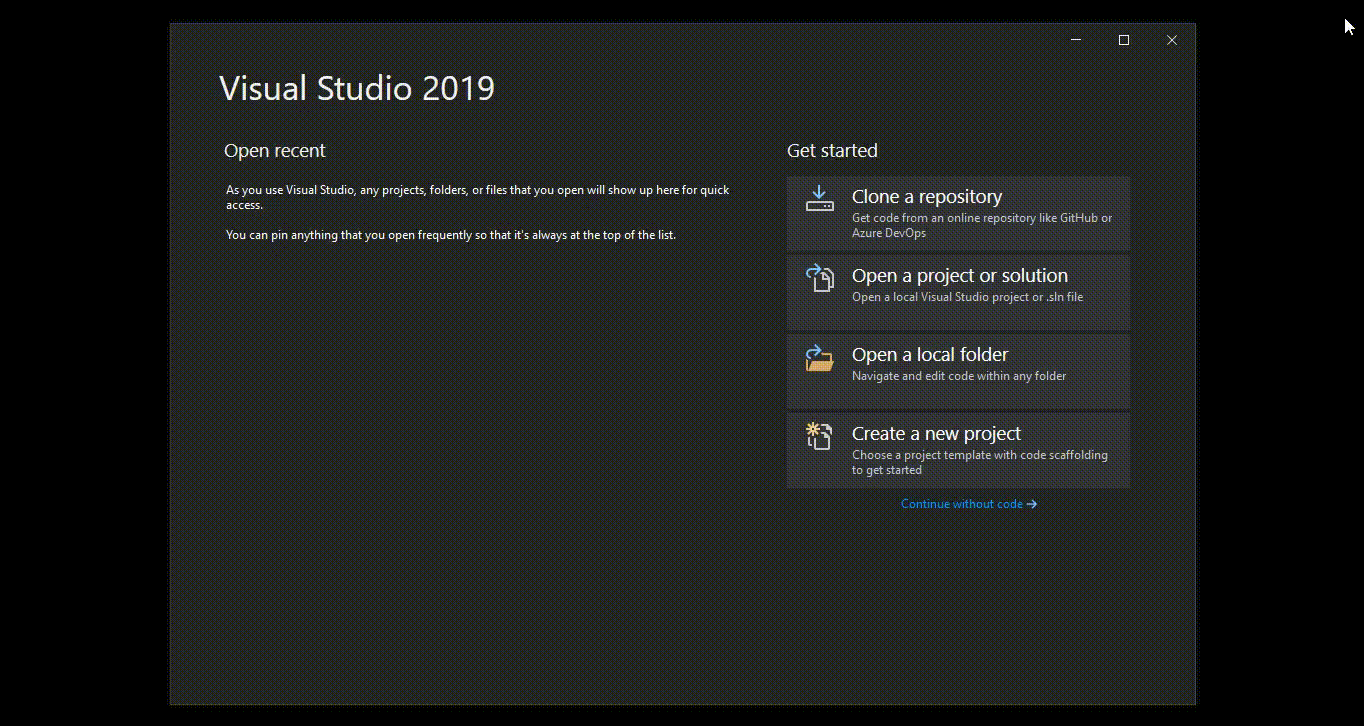 Visual Studio 2019
Open recent
As you use Visual Studio, any projects, folders, or files that you open will show up here for quick
access.
You can pin anything that you open frequently so that it's always at the top of the list.
Get started
Clone a repository
Get code from an online repository like GitHub or
Azure DevOps
Open a project or solution
Open a local Visual Studio project or .sln file
Open a local folder
Navigate and edit code within any folder
Create a new project
Choose a project template with code scaffolding
to get started
Continue without code →